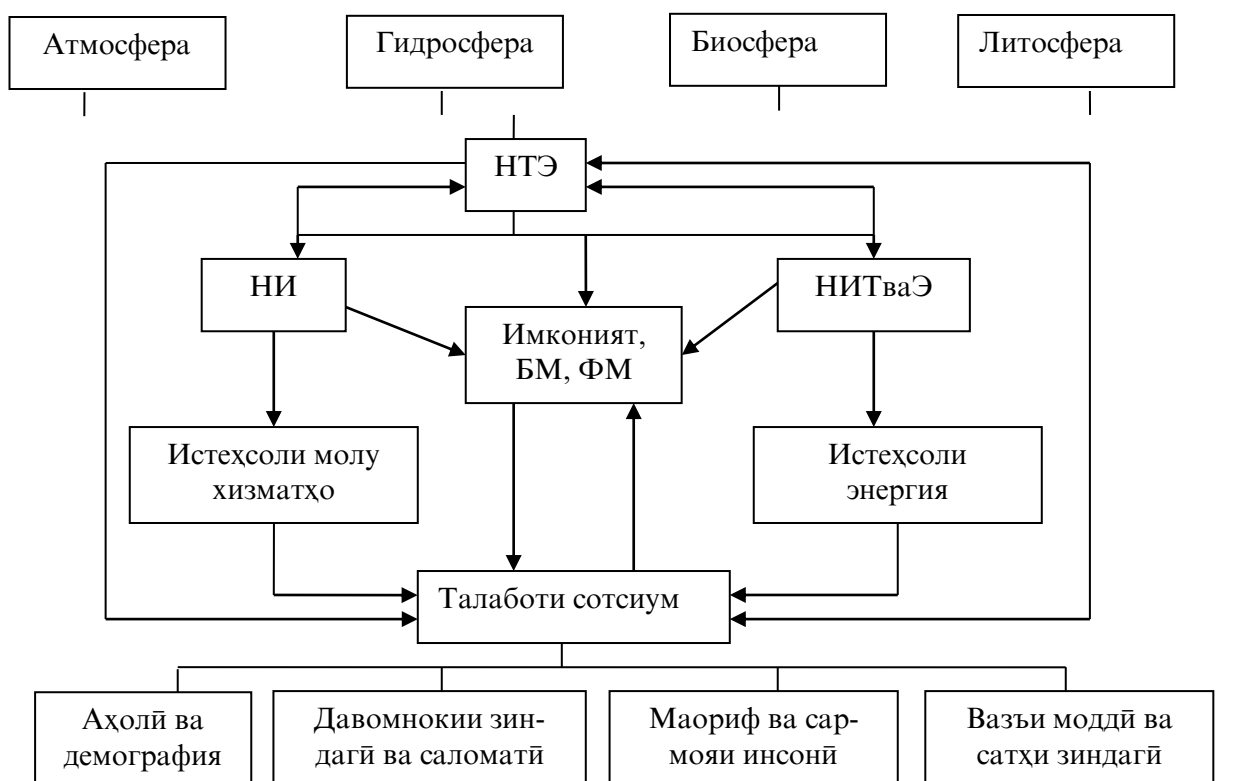 Атмосфера
Гидросфера
Биосфера
Литосфера
НТЭ
НИ
НИТваЭ
Имконият,
БМ, ФМ
Истеҳсоли молу
хизматҳо
Истеҳсоли
энергия
Талаботи сотсиум
Аҳолӣ ва
демография
Давомнокии зин-
дагӣ ва саломатӣ
Маориф ва сар-
мояи инсонӣ
Вазъи моддӣ ва
сатҳи зиндагӣ